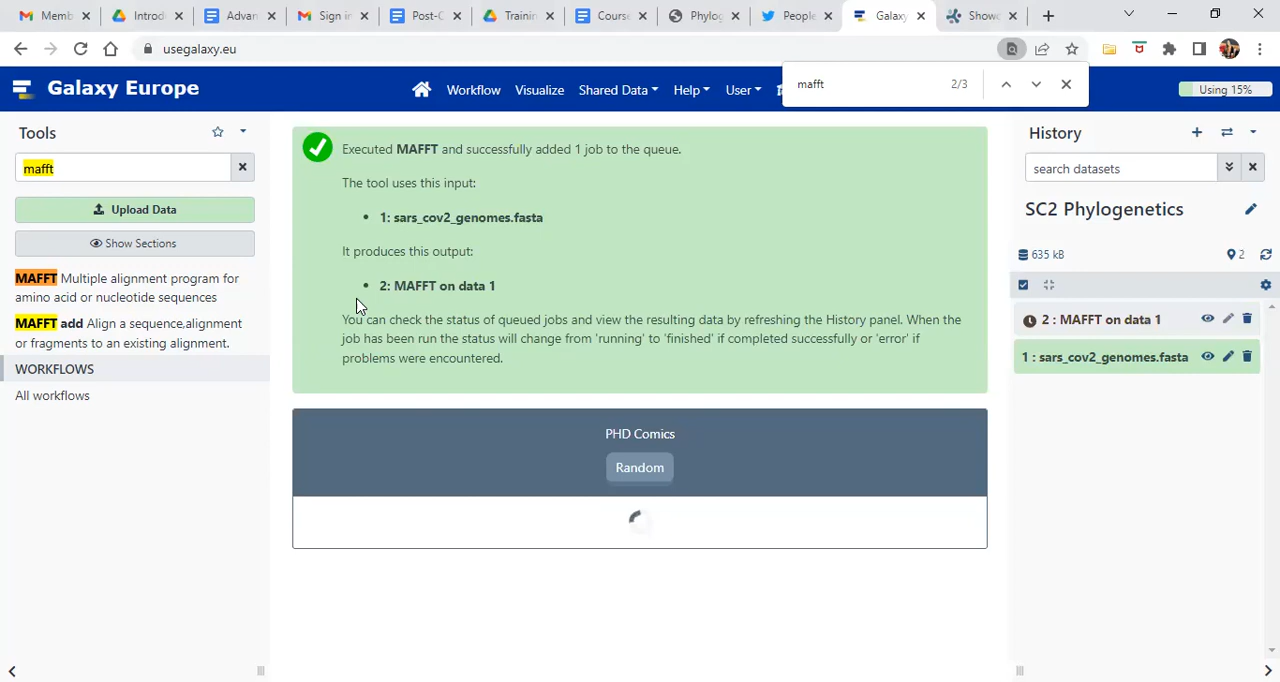 Memb
Introd
Advan
Sign in
Post-C
Trainin
Course
Phylog
People
Galaxy
Showc
usegalaxy.eu
mafft 2/3
Galaxy Europe
Workflow Visualize Shared Data Help User
Using 15%
Tools
mafft
Upload Data
Show Sections
MAFFT Multiple alignment program for
amino acid or nucleotide sequences
MAFFT add Align a sequence,alignment
or fragments to an existing alignment.
WORKFLOWS
All workflows
Executed MAFFT and successfully added 1 job to the queue.
The tool uses this input:
1: sars_cov2_genomes.fasta
It produces this output:
2: MAFFT on data 1
You can check the status of queued jobs and view the resulting data by refreshing the History panel. When the
job has been run the status will change from 'running' to 'finished' if completed successfully or 'error' if
problems were encountered.
PHD Comics
Random
History
search datasets
SC2 Phylogenetics
635 kB 2
2 : MAFFT on data 1
1 : sars_cov2_genomes.fasta